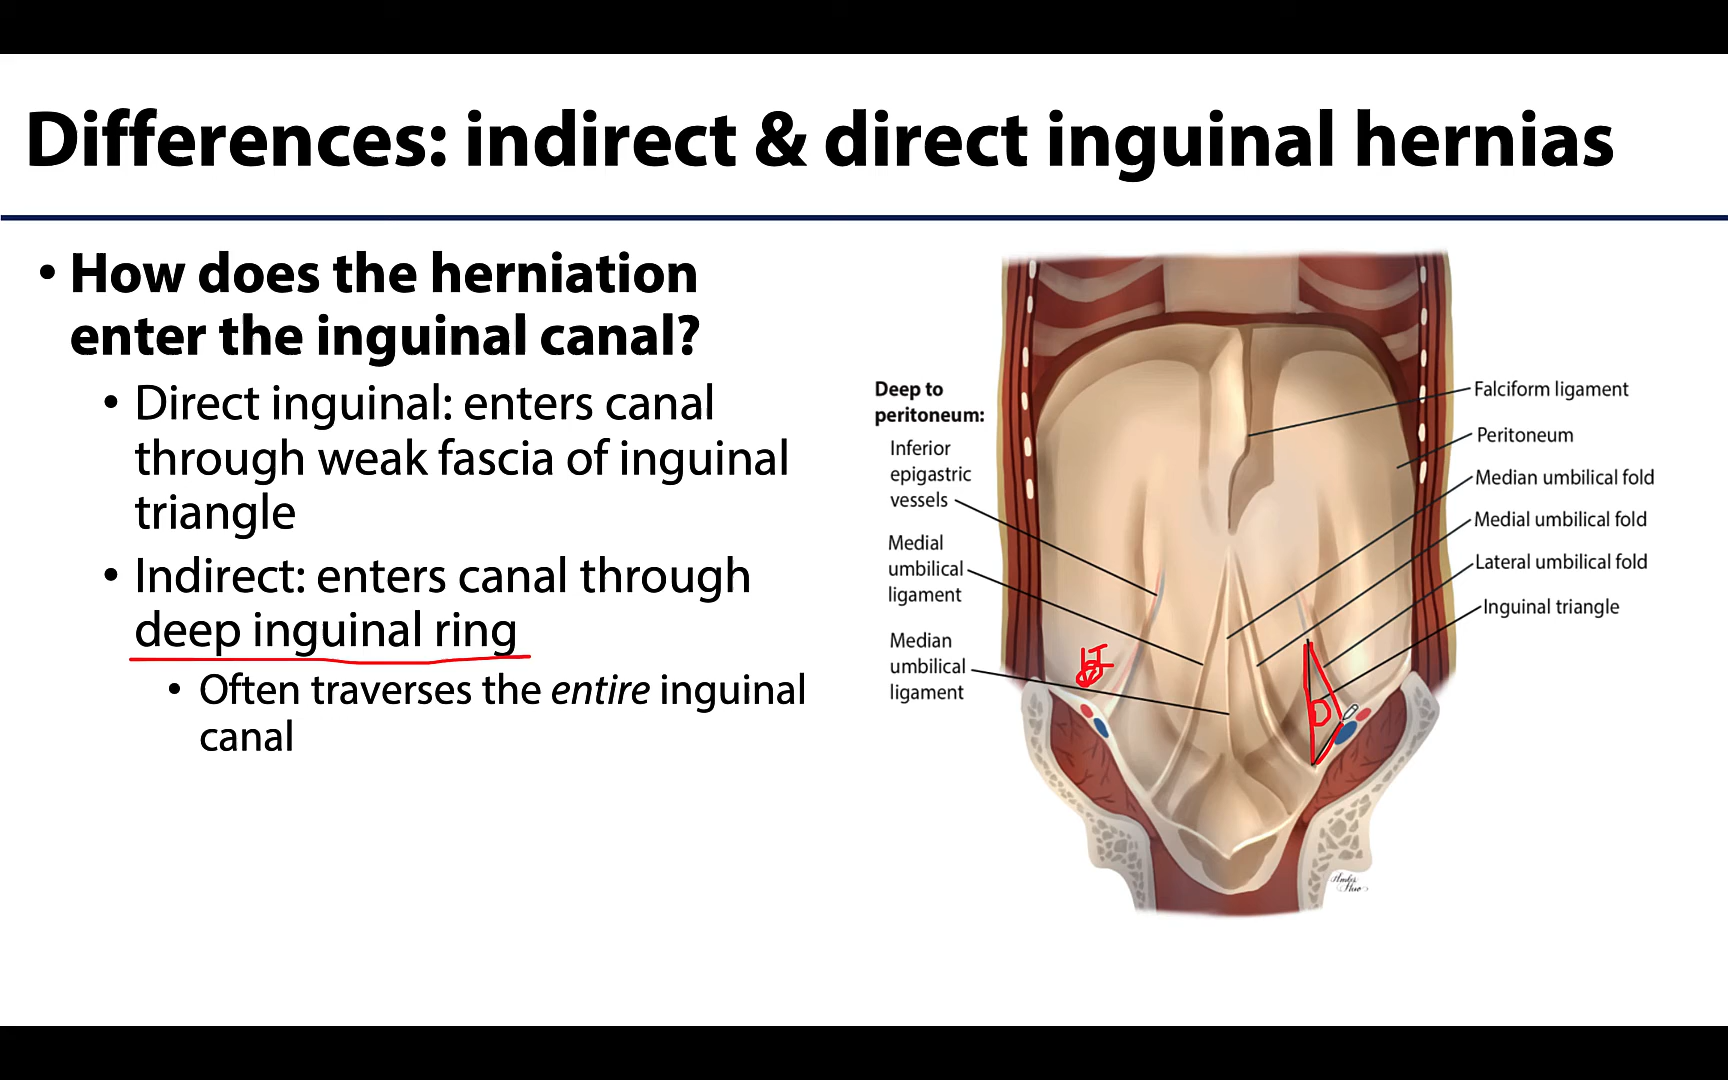 Differences: indirect & direct inguinal hernias
• How does the herniation
enter the inguinal canal?
• Direct inguinal: enters canal
through weak fascia of inguinal
triangle
• Indirect: enters canal through
deep inguinal ring
• Often traverses the entire inguinal
canal
Deep to
peritoneum:
Inferior
epigastric
vessels
Medial
umbilical
ligament
Median
umbilical
ligament
Falciform ligament
Peritoneum
Median umbilical fold
Medial umbilical fold
Lateral umbilical fold
Inguinal triangle
D